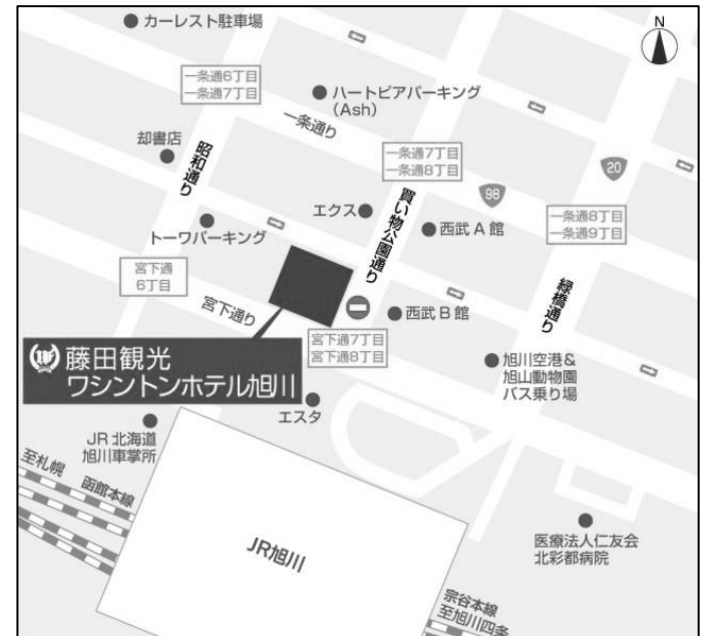 N
カーレスト駐車場
一条通6丁目
一条通7丁目
ハートピアパーキング
(Ash)
一条通り
却書店
昭和通り
一条通7丁目
一条通8丁目
20
98
エクス
買い物公園通り
西武A館
一条通8丁目
一条通9丁目
トーワパーキング
宮下通
6丁目
宮下通り
西武B館
緑橋通り
宮下通7丁目
宮下通8丁目
藤田観光
ワシントンホテル旭川
旭川空港&
旭山動物園
バス乗り場
エスタ
JR北海道
旭川車掌所
至札幌
函館本線
JR旭川
医療法人仁友会
北彩都病院
宗谷本線
至旭川四条